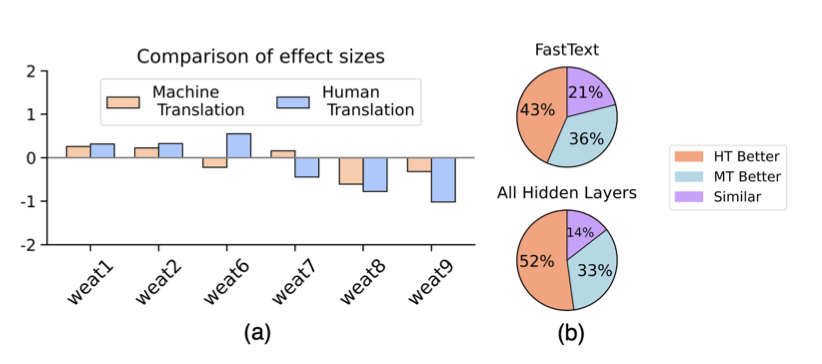 Comparison of effect sizes
Machine
Translation
Human
Translation
2
1
0
-1
-2
weat1
weat2
weat6
weat7
weat8
weat9
(a)
FastText
43%
21%
36%
All Hidden Layers
52%
14%
33%
(b)
HT Better
MT Better
Similar